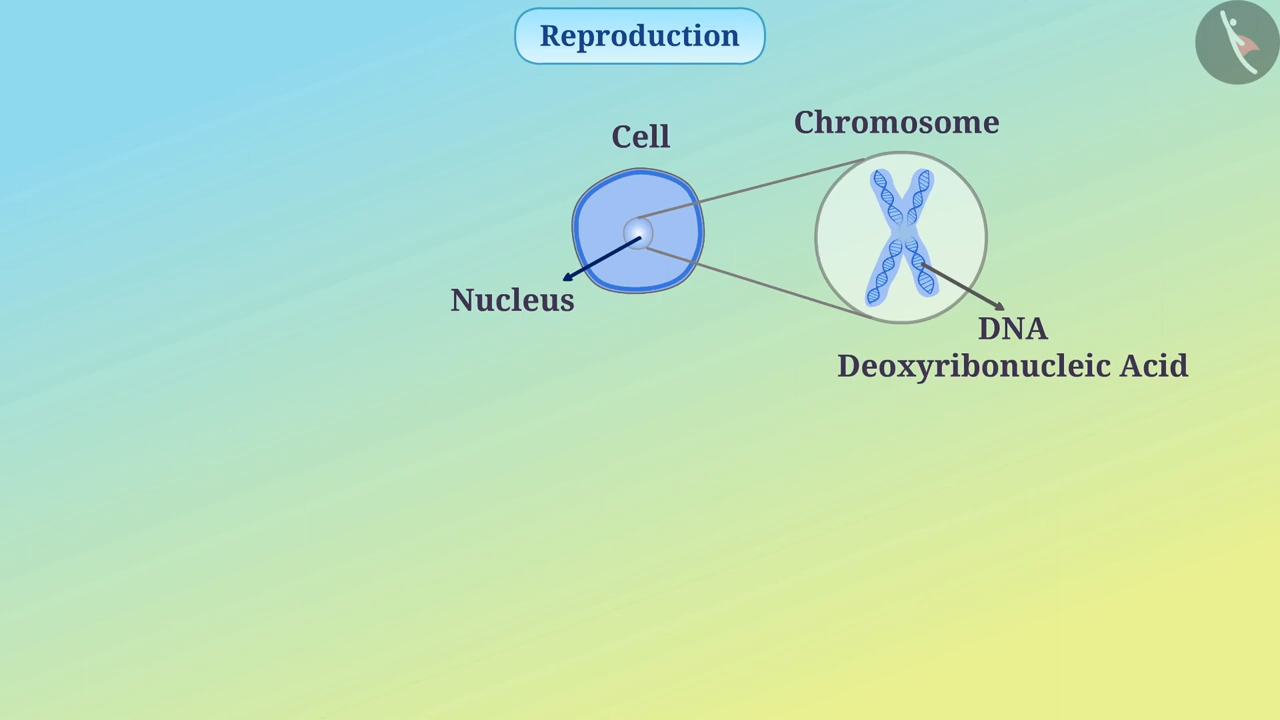 Reproduction
Cell
Chromosome
Nucleus
DNA
Deoxyribonucleic Acid